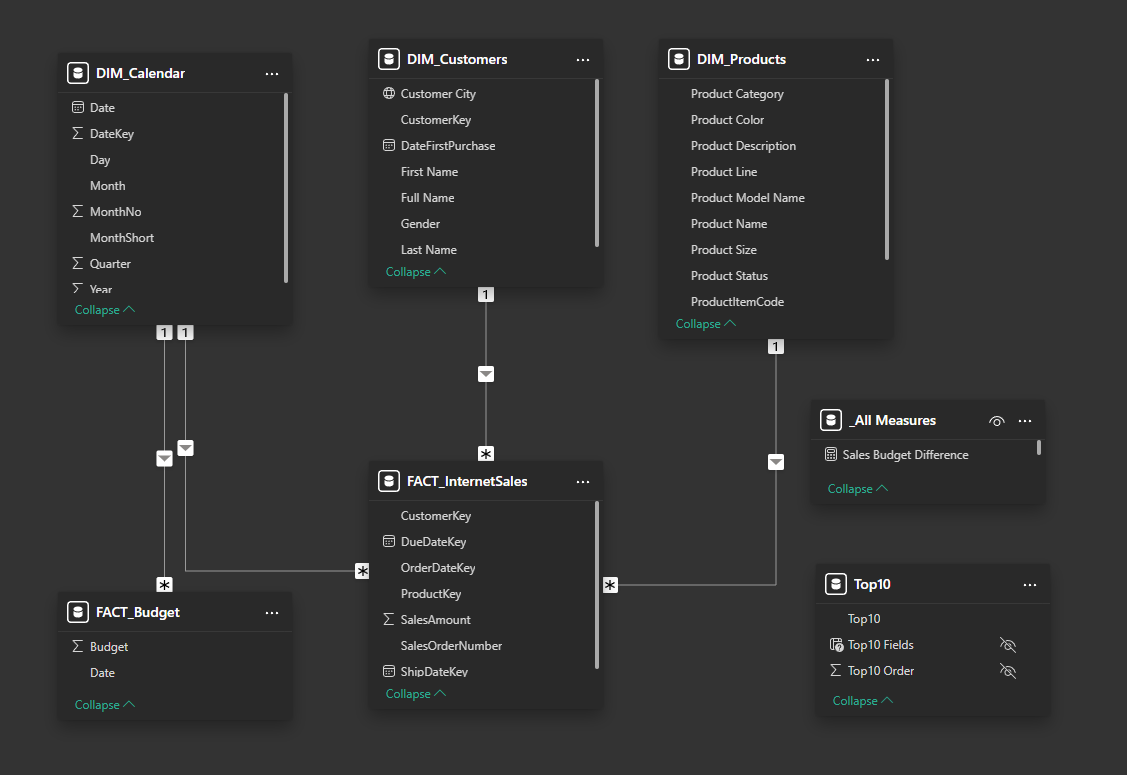 DIM_Calendar
Date
DateKey
Day
Month
MonthNo
MonthShort
Quarter
Year
Collapse
1
1
DIM_Customers
Customer City
CustomerKey
DateFirstPurchase
First Name
Full Name
Gender
Last Name
Collapse
1
DIM_Products
Product Category
Product Color
Product Description
Product Line
Product Model Name
Product Name
Product Size
Product Status
ProductItemCode
Collapse
1
_All Measures
Sales Budget Difference
Collapse
*
FACT_InternetSales
CustomerKey
DueDateKey
OrderDateKey
ProductKey
SalesAmount
SalesOrderNumber
ShipDateKey
Collapse
*
*
*
FACT_Budget
Budget
Date
Collapse
Top10
Top10
Top10 Fields
Top10 Order
Collapse